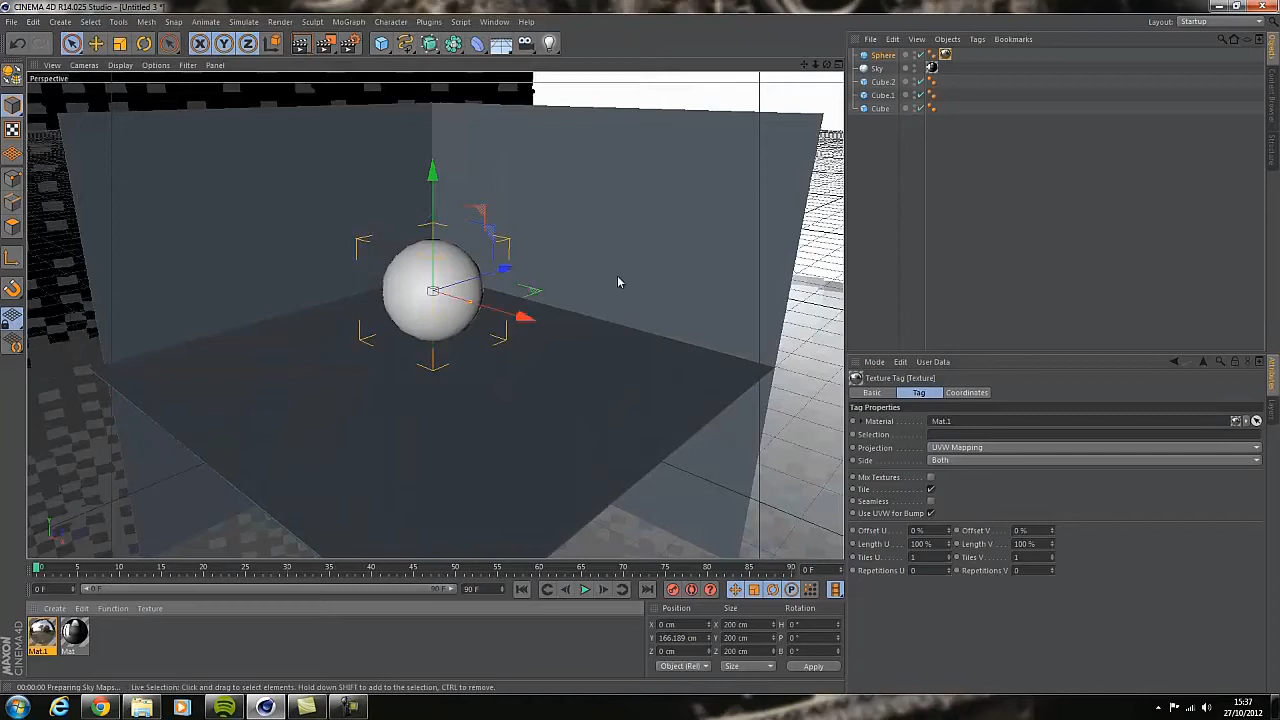 CINEMA 4D R14.025 Studio - [Untitled 3 *]
File Edit Create Select Tools Mesh Snap Animate Simulate Render Sculpt MoGraph Character Plugins Script Window Help
Layout: Startup
X Y Z
View Cameras Display Options Filter Panel
Perspective
File Edit View Objects Tags Bookmarks
Sphere
Sky
Cube.2
Cube.1
Cube
Objects
Content Browser
Structure
Mode Edit User Data
Texture Tag [Texture]
Basic Tag Coordinates
Tag Properties
Material Mat.1
Selection
Projection UVW Mapping
Side Both
Mix Textures
Tile
Seamless
Use UVW for Bump
Offset U 0 % Offset V 0 %
Length U 100 % Length V 100 %
Tiles U 1 Tiles V 1
Repetitions U 0 Repetitions V 0
Attributes
Layers
0 5 10 15 20 25 30 35 40 45 50 55 60 65 70 75 80 85 90 0 F
0 F 0 F 90 F 90 F
Create Edit Function Texture
Mat.1 Mat
Position Size Rotation
X 0 cm X 200 cm H 0 °
Y 166.189 cm Y 200 cm P 0 °
Z 0 cm Z 200 cm B 0 °
Object (Rel) Size Apply
MAXON CINEMA 4D
00:00:00 Preparing Sky Maps... Live Selection: Click and drag to select elements. Hold down SHIFT to add to the selection, CTRL to remove.
15:37
27/10/2012